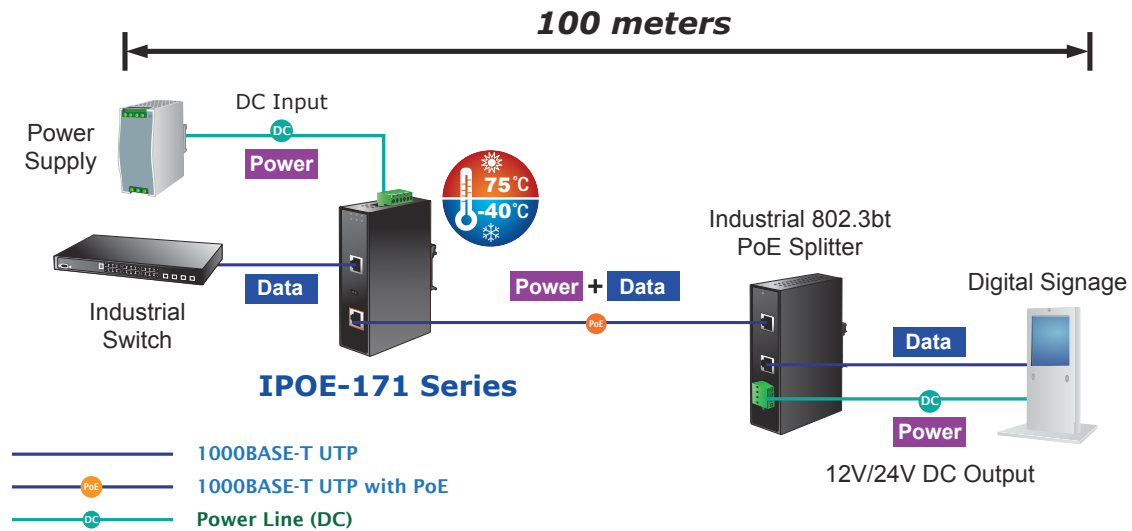 100 meters
DC Input
Power
Supply
DC
Power
75°C
-40°C
Industrial 802.3bt
PoE Splitter
Digital Signage
Data
Power + Data
PoE
Industrial
Switch
Data
IPOE-171 Series
DC
Power
12V/24V DC Output
1000BASE-T UTP
PoE
1000BASE-T UTP with PoE
DC
Power Line (DC)